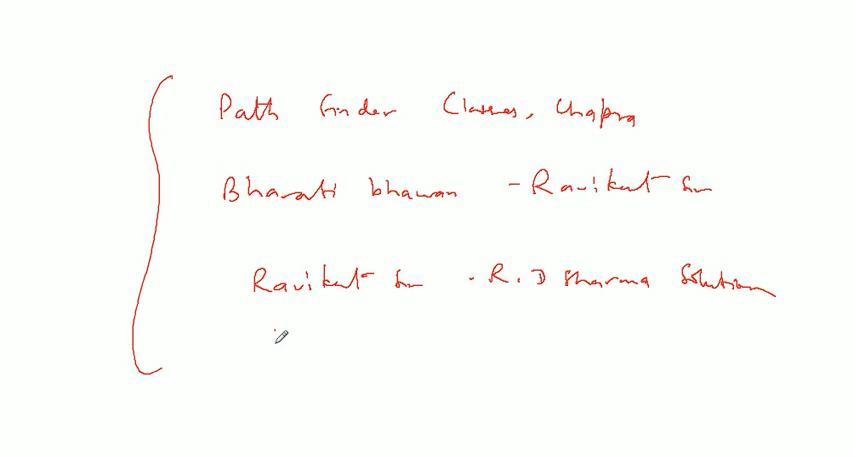 Path finder Classes, Chapra
Bharati bhawan - Ravikant Sir
Ravikant Sir - R.D Sharma Solution